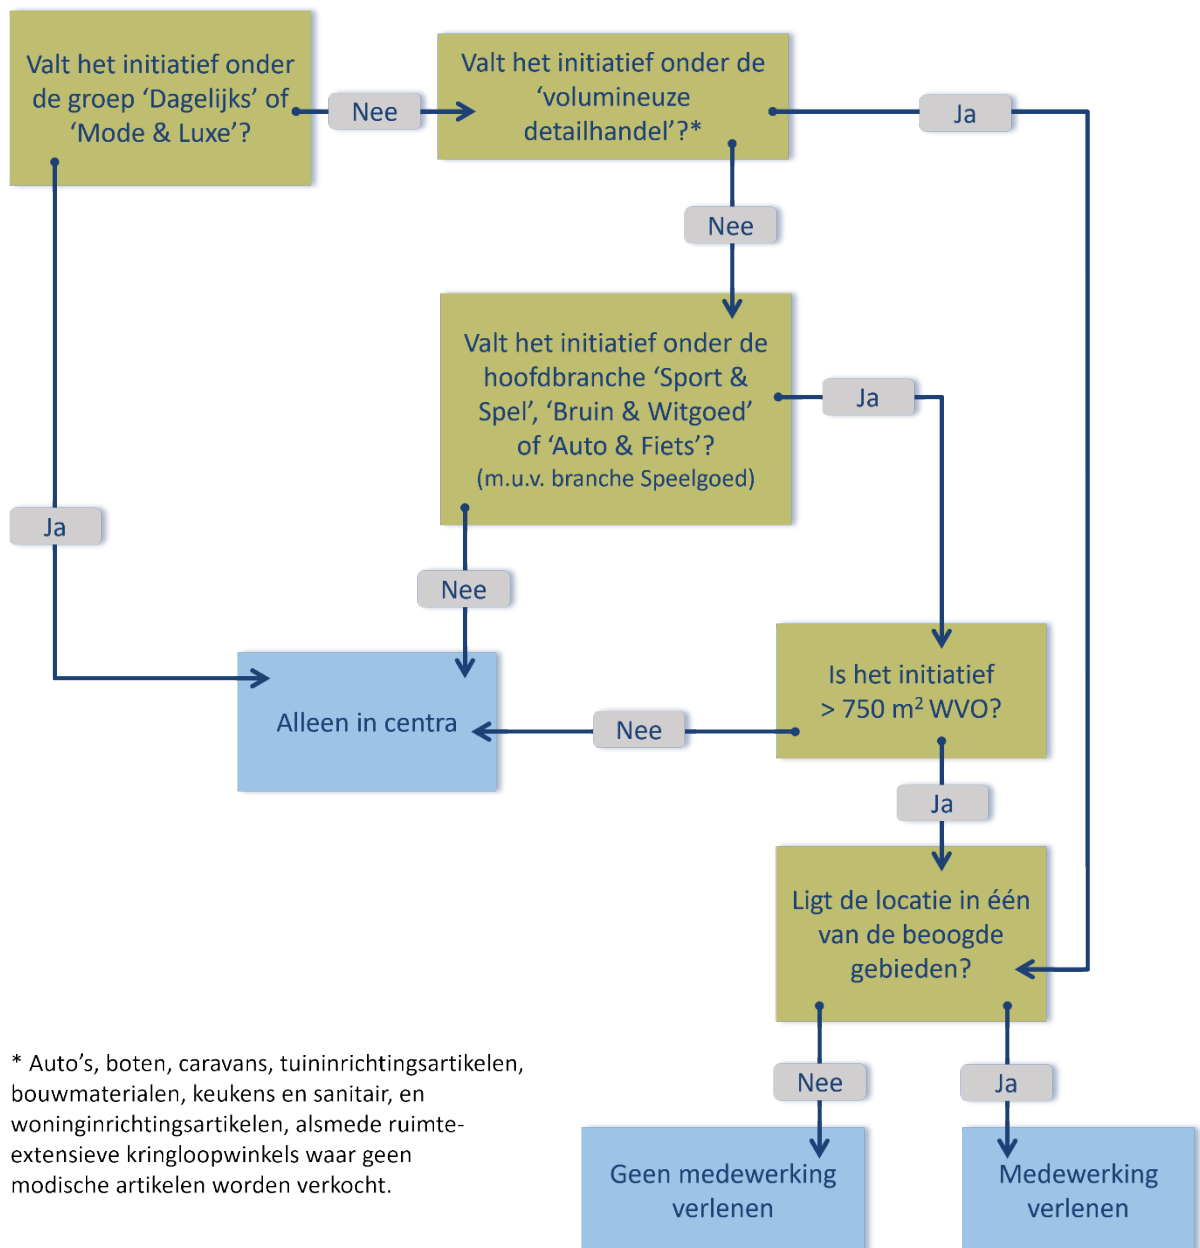 Valt het initiatief onder
de groep ‘Dagelijks’ of
‘Mode & Luxe’?
Nee
Valt het initiatief onder de
‘volumineuze
detailhandel’?*
Ja
Nee
Valt het initiatief onder de
hoofdbranche ‘Sport &
Spel’, ‘Bruin & Witgoed’
of ‘Auto & Fiets’?
(m.u.v. branche Speelgoed)
Ja
Ja
Nee
Alleen in centra
Nee
Is het initiatief
> 750 m² WVO?
Ja
Ligt de locatie in één
van de beoogde
gebieden?
Nee
Ja
Geen medewerking
verlenen
Medewerking
verlenen
* Auto’s, boten, caravans, tuininrichtingsartikelen,
bouwmaterialen, keukens en sanitair, en
woninginrichtingsartikelen, alsmede ruimte-
extensieve kringloopwinkels waar geen
modische artikelen worden verkocht.